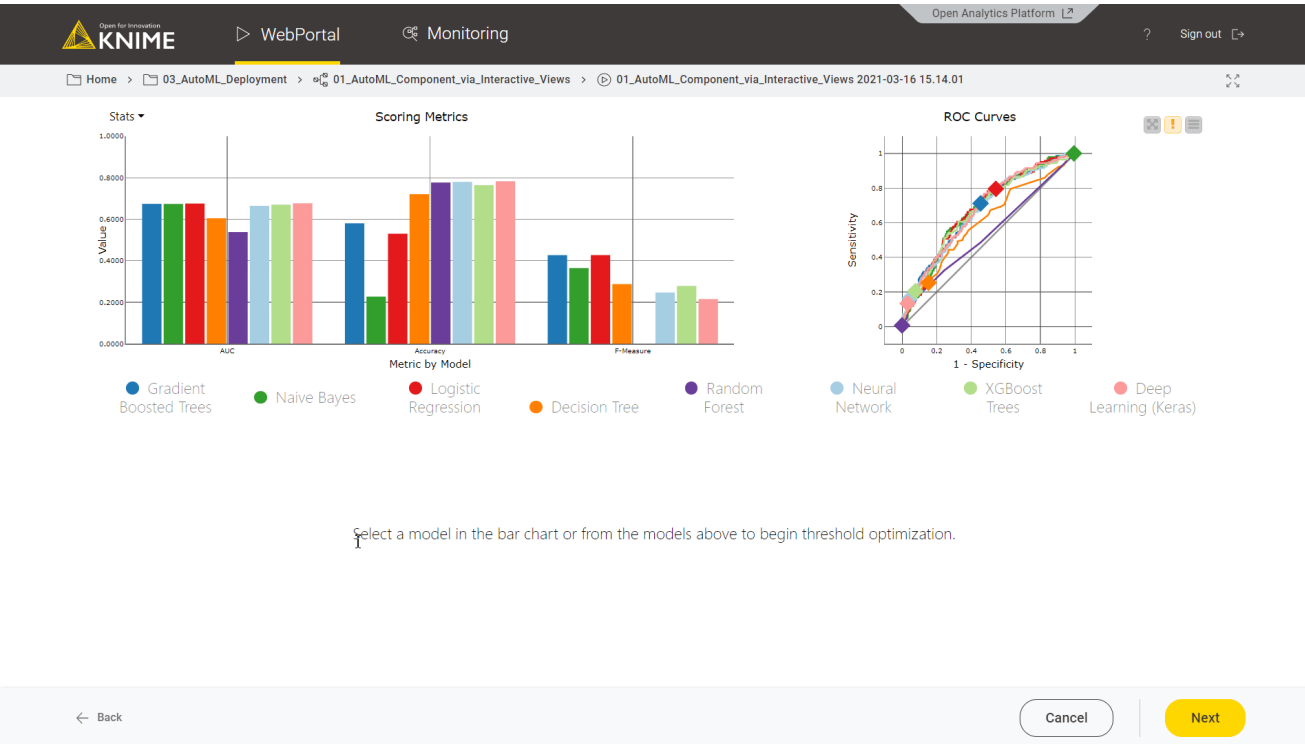 Open Analytics Platform
Open for Innovation
KNIME
WebPortal
Monitoring
?
Sign out
Home > 03_AutoML_Deployment > 01_AutoML_Component_via_Interactive_Views > 01_AutoML_Component_via_Interactive_Views 2021-03-16 15.14.01
Stats
Scoring Metrics
1.0000
0.8000
0.6000
0.4000
0.2000
0.0000
Value
AUC
Accuracy
F-Measure
Metric by Model
ROC Curves
!
1
0.8
0.6
0.4
0.2
0
Sensitivity
0 0.2 0.4 0.6 0.8 1
1 - Specificity
Gradient
Boosted Trees
Naive Bayes
Logistic
Regression
Decision Tree
Random
Forest
Neural
Network
XGBoost
Trees
Deep
Learning (Keras)
Select a model in the bar chart or from the models above to begin threshold optimization.
Back
Cancel
Next